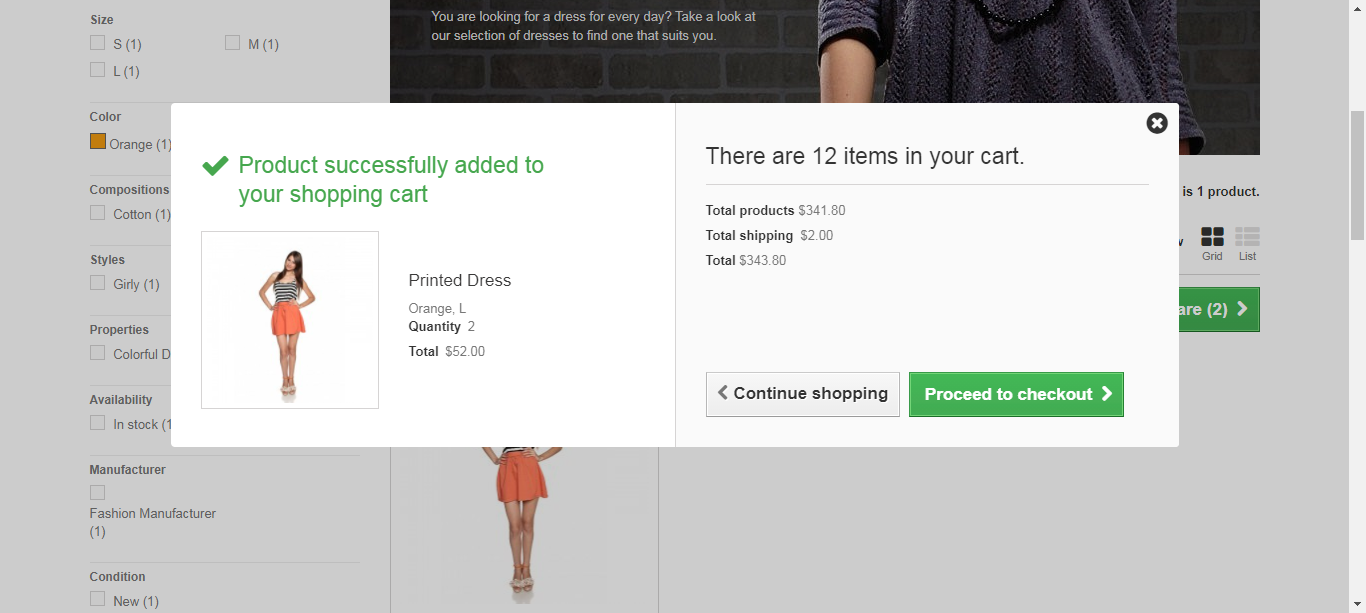 Size
S (1)
M (1)
L (1)
Color
Orange (1)
Compositions
Cotton (1)
Styles
Girly (1)
Properties
Colorful D
Availability
In stock (1
Manufacturer
Fashion Manufacturer
(1)
Condition
New (1)
You are looking for a dress for every day? Take a look at
our selection of dresses to find one that suits you.
Product successfully added to
your shopping cart
Printed Dress
Orange, L
Quantity 2
Total $52.00
There are 12 items in your cart.
Total products $341.80
Total shipping $2.00
Total $343.80
Continue shopping
Proceed to checkout
is 1 product.
Grid
List
are (2)